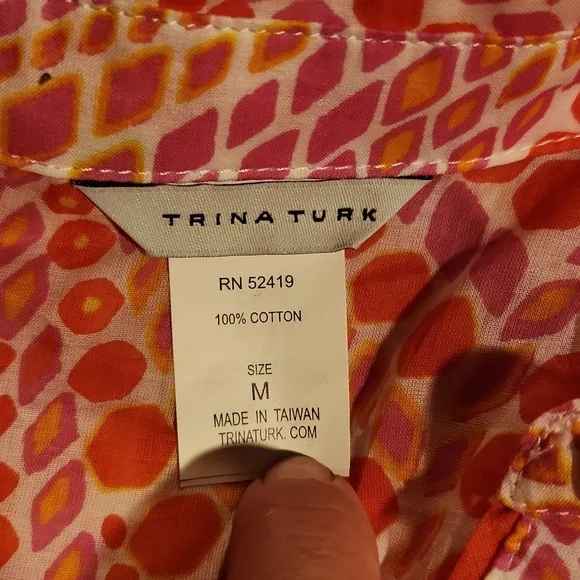 TRINA TURK
RN 52419
100% COTTON
SIZE
M
MADE IN TAIWAN
TRINATURK. COM